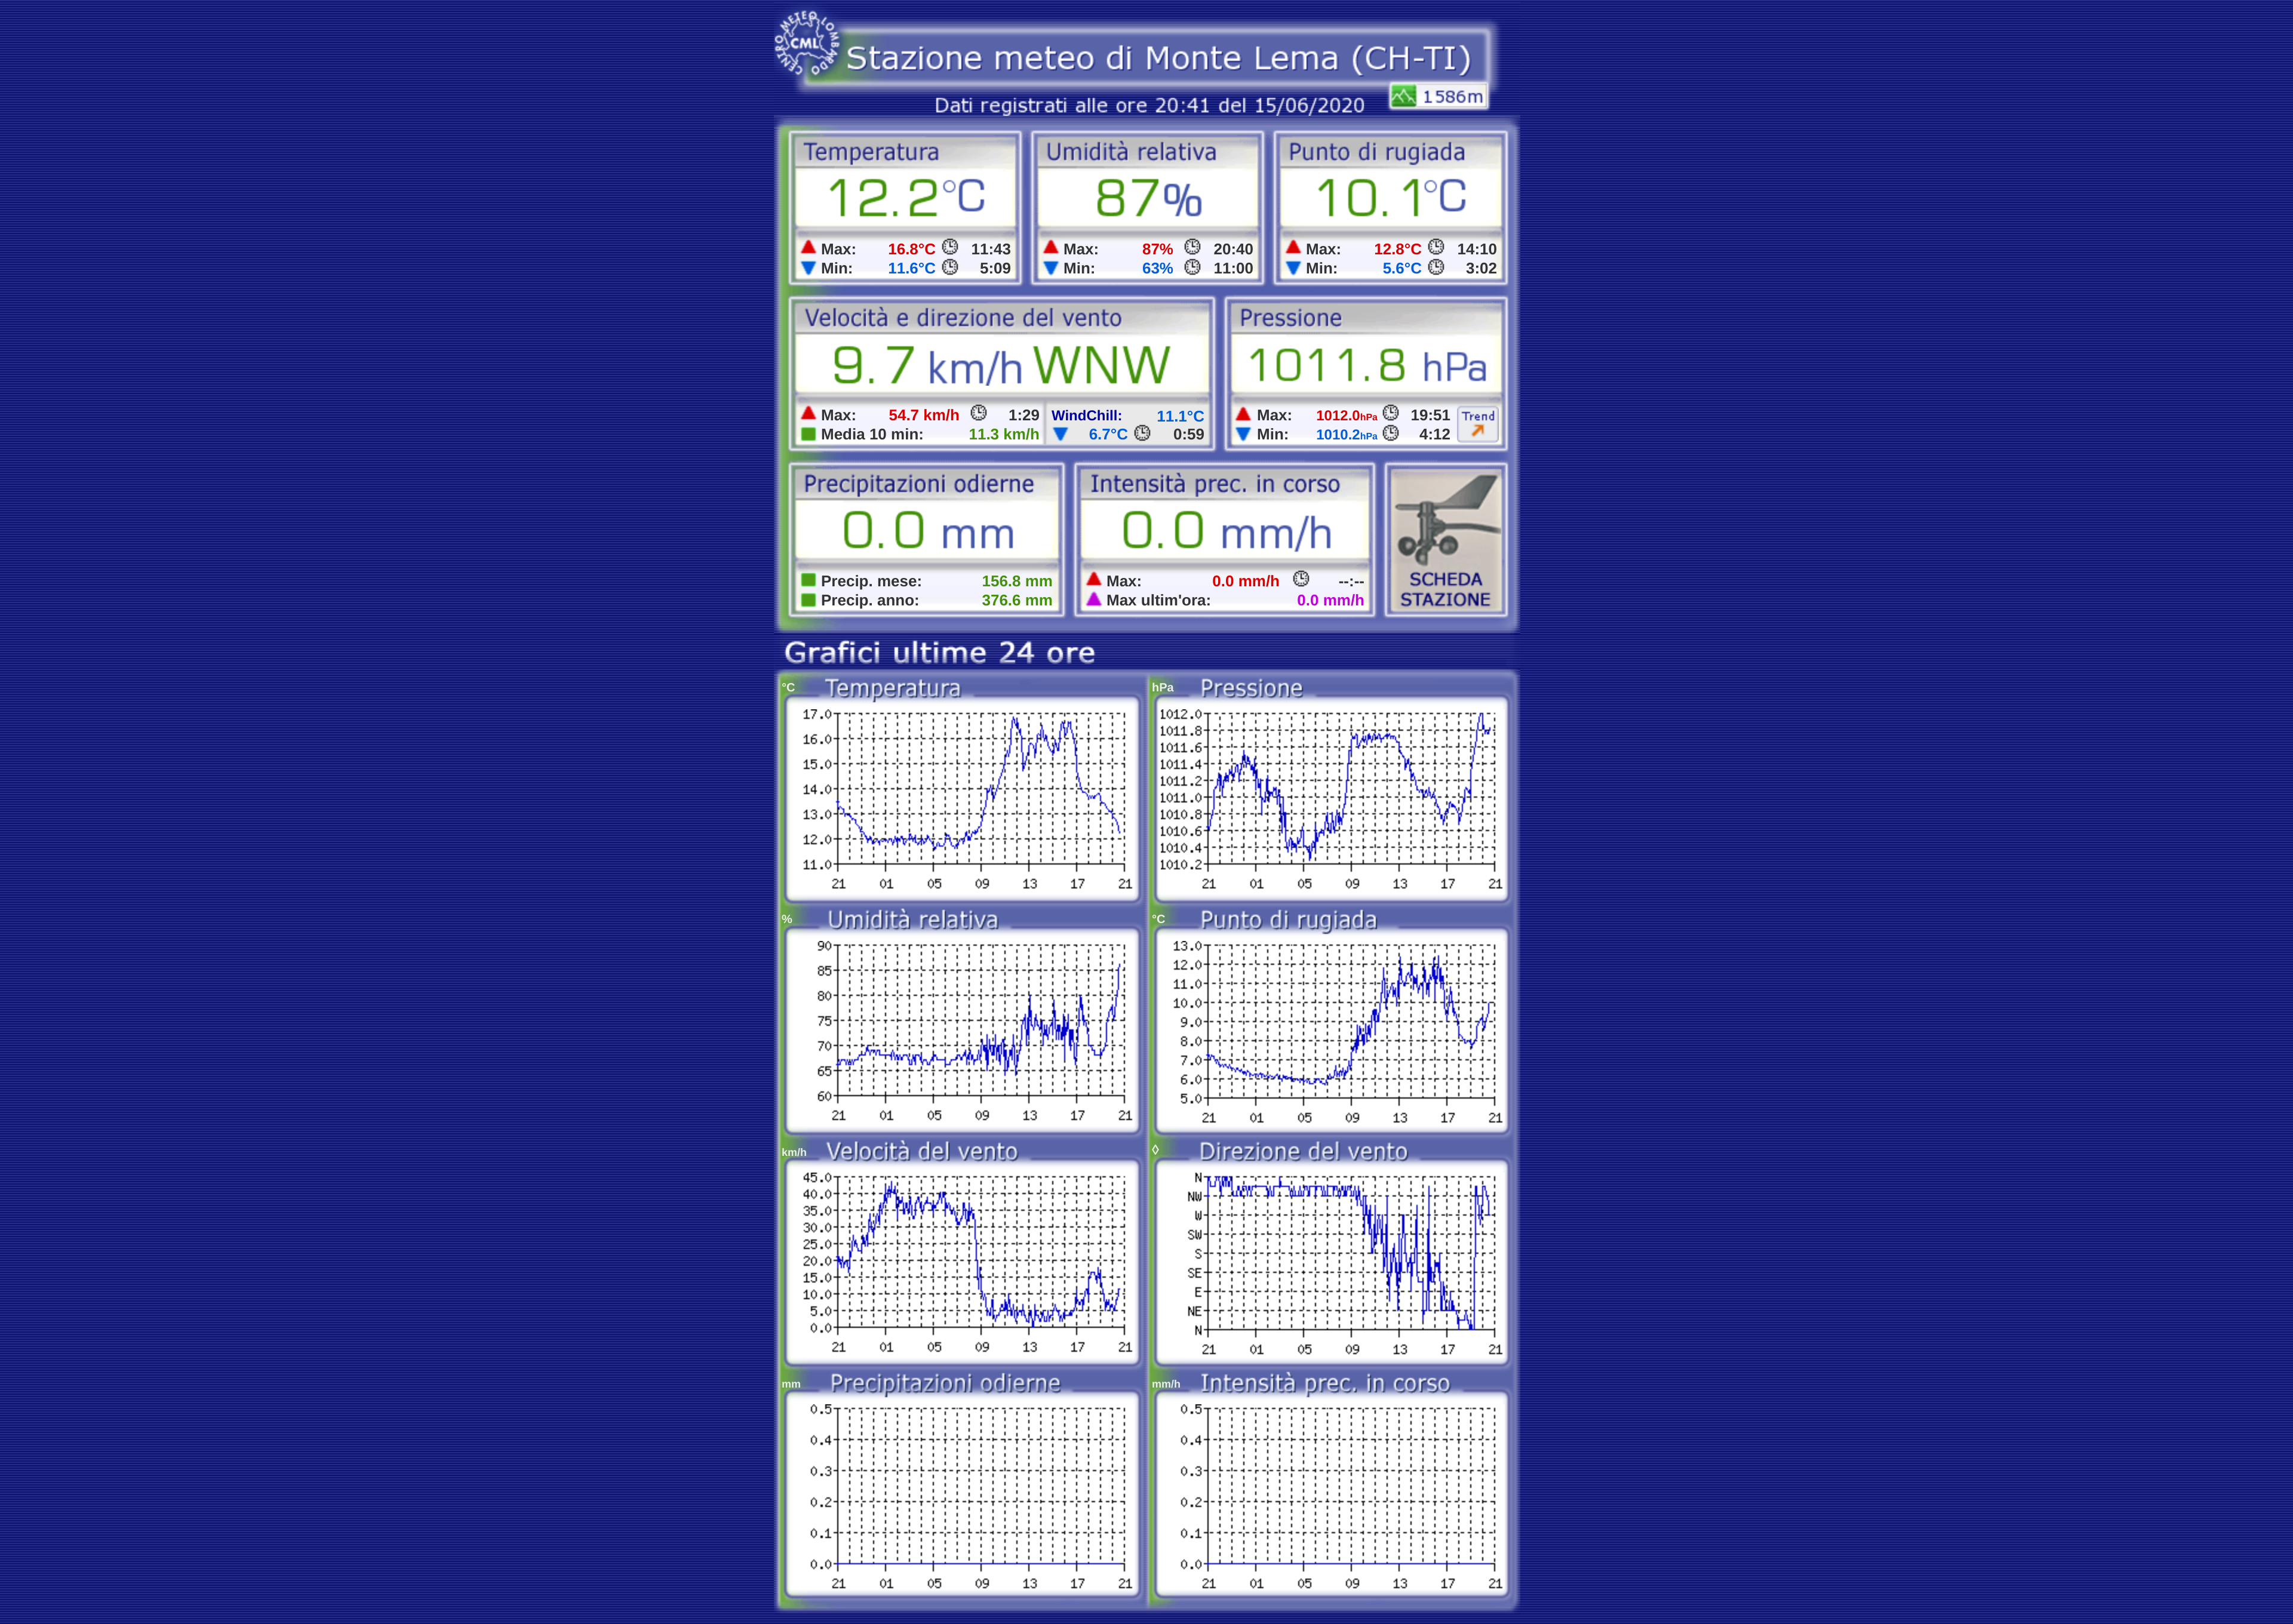 CENTRO METEO LOMBARDO
CML
Stazione meteo di Monte Lema (CH-TI)
Dati registrati alle ore 20:41 del 15/06/2020
1586m
Temperatura
12.2°C
Max: 16.8°C 11:43
Min: 11.6°C 5:09
Umidità relativa
87%
Max: 87% 20:40
Min: 63% 11:00
Punto di rugiada
10.1°C
Max: 12.8°C 14:10
Min: 5.6°C 3:02
Velocità e direzione del vento
9.7 km/h WNW
Max: 54.7 km/h 1:29
Media 10 min: 11.3 km/h
WindChill: 11.1°C
6.7°C 0:59
Pressione
1011.8 hPa
Max: 1012.0hPa 19:51
Min: 1010.2hPa 4:12
Trend
Precipitazioni odierne
0.0 mm
Precip. mese: 156.8 mm
Precip. anno: 376.6 mm
Intensità prec. in corso
0.0 mm/h
Max: 0.0 mm/h --:--
Max ultim'ora: 0.0 mm/h
SCHEDA
STAZIONE
Grafici ultime 24 ore
°C Temperatura
17.0
16.0
15.0
14.0
13.0
12.0
11.0
21 01 05 09 13 17 21
hPa Pressione
1012.0
1011.8
1011.6
1011.4
1011.2
1011.0
1010.8
1010.6
1010.4
1010.2
21 01 05 09 13 17 21
% Umidità relativa
90
85
80
75
70
65
60
21 01 05 09 13 17 21
°C Punto di rugiada
13.0
12.0
11.0
10.0
9.0
8.0
7.0
6.0
5.0
21 01 05 09 13 17 21
km/h Velocità del vento
45.0
40.0
35.0
30.0
25.0
20.0
15.0
10.0
5.0
0.0
21 01 05 09 13 17 21
◊ Direzione del vento
N
NW
W
SW
S
SE
E
NE
N
21 01 05 09 13 17 21
mm Precipitazioni odierne
0.5
0.4
0.3
0.2
0.1
0.0
21 01 05 09 13 17 21
mm/h Intensità prec. in corso
0.5
0.4
0.3
0.2
0.1
0.0
21 01 05 09 13 17 21